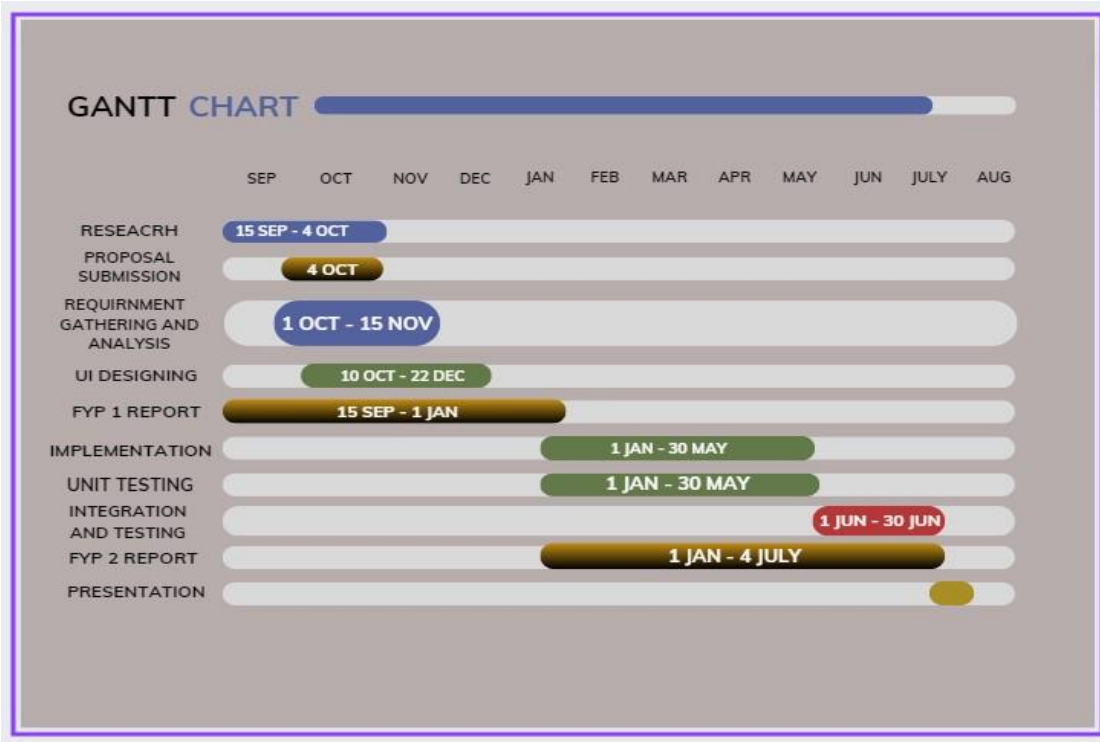 GANTT CHART
SEP OCT NOV DEC JAN FEB MAR APR MAY JUN JULY AUG
RESEACRH 15 SEP - 4 OCT
PROPOSAL
SUBMISSION
4 OCT
REQUIRNMENT
GATHERING AND
ANALYSIS
1 OCT - 15 NOV
UI DESIGNING 10 OCT - 22 DEC
FYP 1 REPORT 15 SEP - 1 JAN
IMPLEMENTATION 1 JAN - 30 MAY
UNIT TESTING 1 JAN - 30 MAY
INTEGRATION
AND TESTING
1 JUN - 30 JUN
FYP 2 REPORT 1 JAN - 4 JULY
PRESENTATION